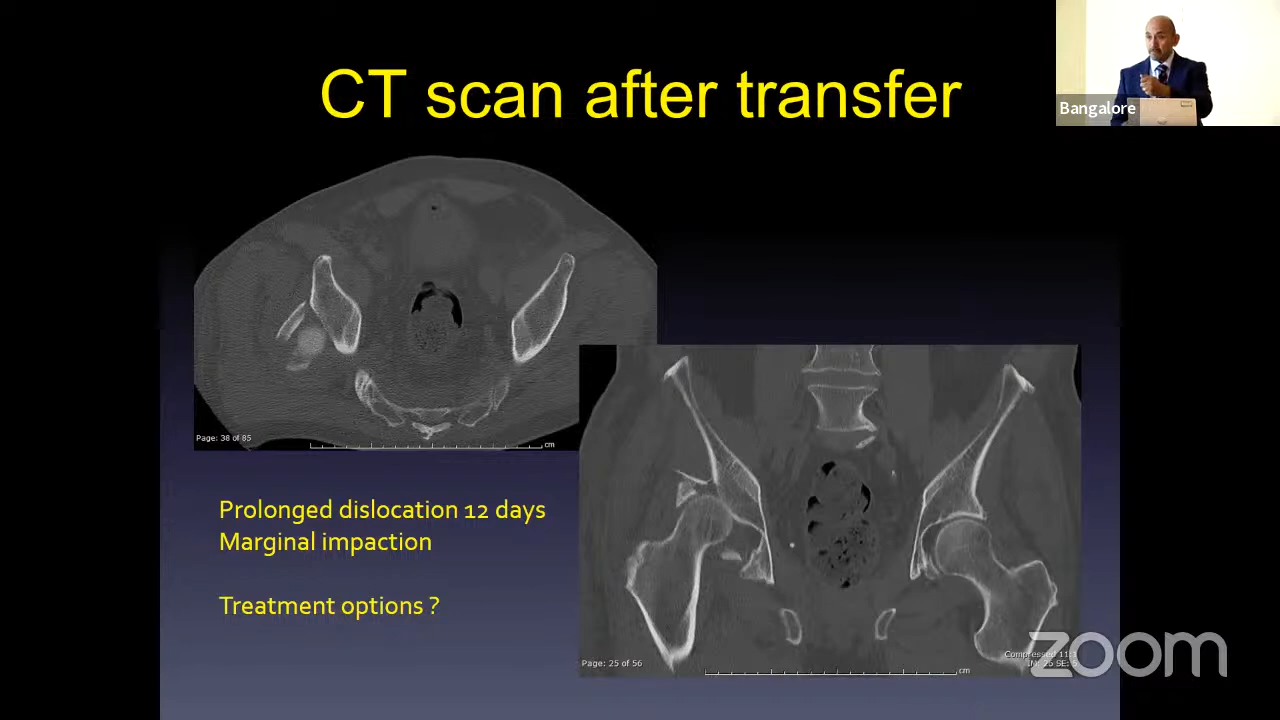 CT scan after transfer
Bangalore
Page: 38 of 85
cm
Prolonged dislocation 12 days
Marginal impaction
Treatment options ?
Page: 25 of 56
cm
zoom